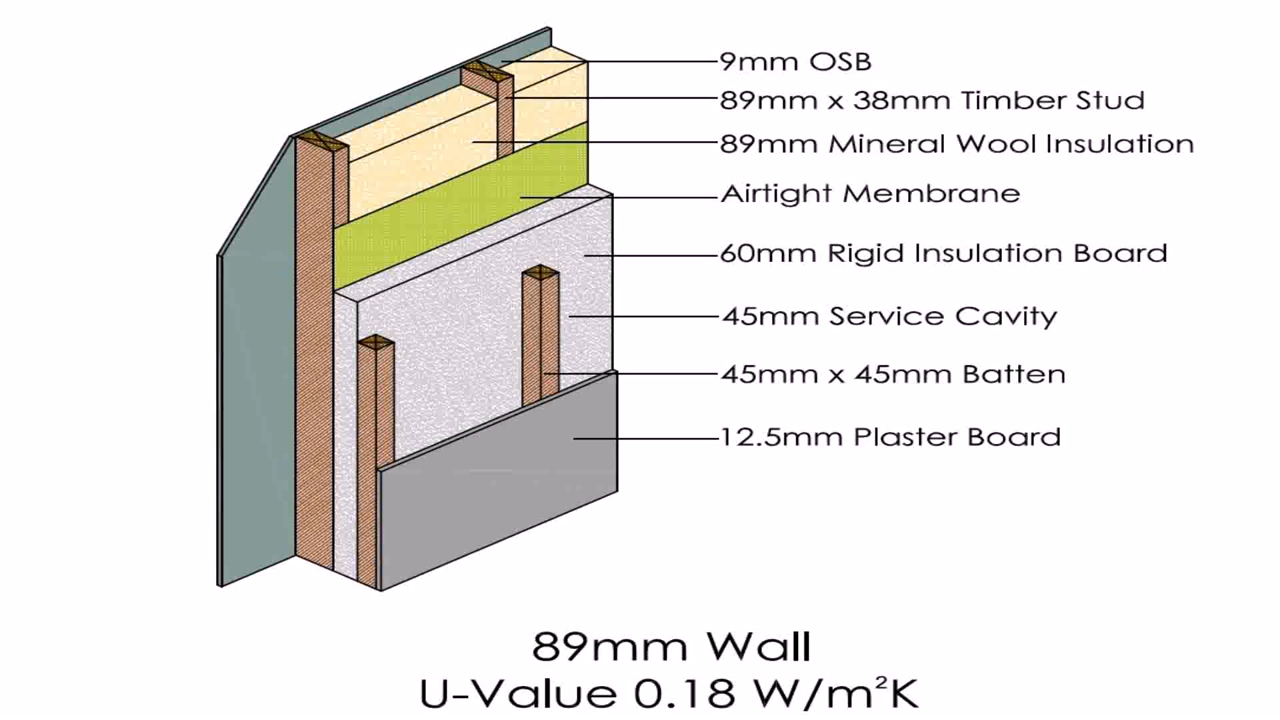 9mm OSB
89mm x 38mm Timber Stud
89mm Mineral Wool Insulation
Airtight Membrane
60mm Rigid Insulation Board
45mm Service Cavity
45mm x 45mm Batten
12.5mm Plaster Board
89mm Wall
U-Value 0.18 W/m²K